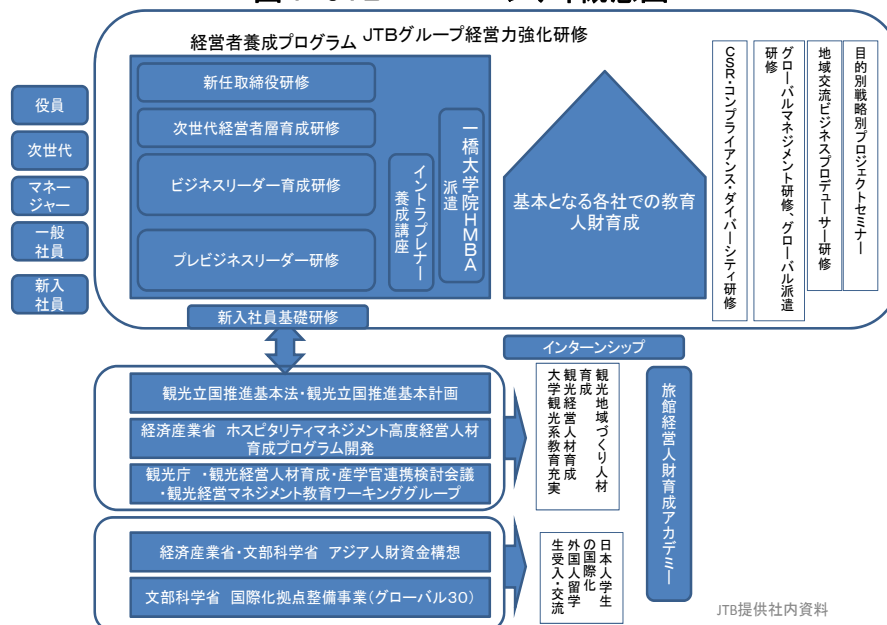 経営者養成プログラム
JTBグループ経営力強化研修
役員
次世代
マネー
ジャー
一般
社員
新入
社員
新任取締役研修
次世代経営者層育成研修
ビジネスリーダー育成研修
プレビジネスリーダー研修
イントラプレナー
養成講座
一橋大学院HMBA
派遣
新入社員基礎研修
基本となる各社での教育
人財育成
CSR・コンプライアンス・ダイバーシティ研修
グローバルマネジメント研修、グローバル派遣
研修
地域交流ビジネスプロデューサー研修
目的別戦略別プロジェクトセミナー
インターンシップ
観光立国推進基本法・観光立国推進基本計画
経済産業省 ホスピタリティマネジメント高度経営人材
育成プログラム開発
観光庁 ・観光経営人材育成・産学官連携検討会議
・観光経営マネジメント教育ワーキンググループ
観光地域づくり人材
育成
観光経営人材育成
大学観光系教育充実
旅館経営人財育成アカデミー
経済産業省・文部科学省 アジア人財資金構想
文部科学省 国際化拠点整備事業(グローバル30)
日本人学生
の国際化
外国人留学
生受入・交流
JTB提供社内資料